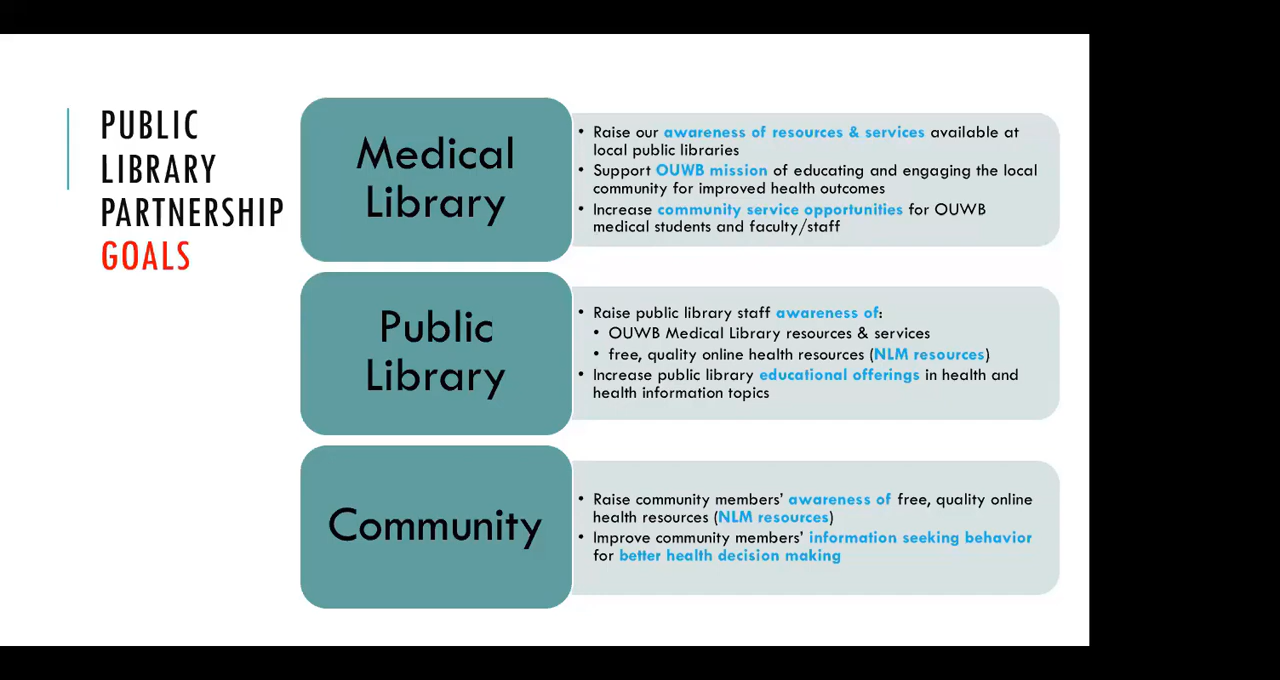 PUBLIC
LIBRARY
PARTNERSHIP
GOALS
Medical
Library
• Raise our awareness of resources & services available at
local public libraries
• Support OUWB mission of educating and engaging the local
community for improved health outcomes
• Increase community service opportunities for OUWB
medical students and faculty/staff
Public
Library
• Raise public library staff awareness of:
• OUWB Medical Library resources & services
• free, quality online health resources (NLM resources)
• Increase public library educational offerings in health and
health information topics
Community
• Raise community members' awareness of free, quality online
health resources (NLM resources)
• Improve community members' information seeking behavior
for better health decision making